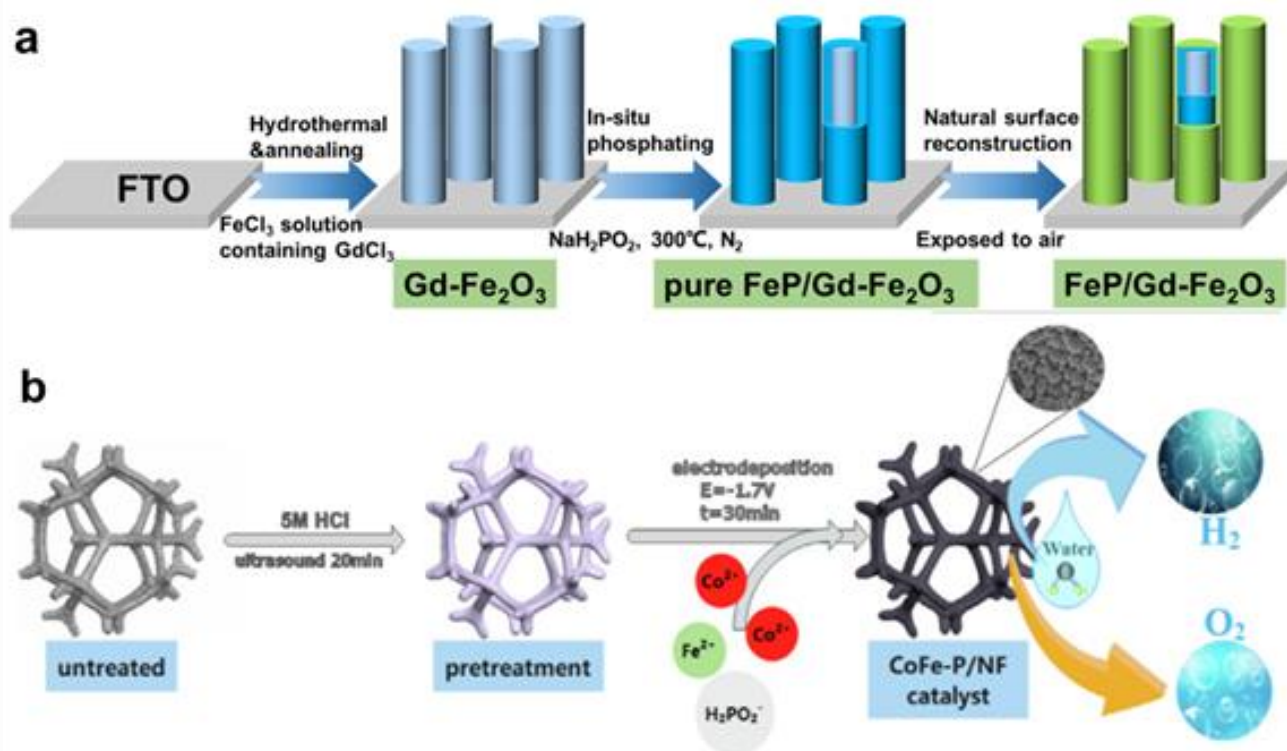 a
FTO
Hydrothermal
&annealing
FeCl₃ solution
containing GdCl₃
Gd-Fe₂O₃
In-situ
phosphating
NaH₂PO₂, 300℃, N₂
pure FeP/Gd-Fe₂O₃
Natural surface
reconstruction
Exposed to air
FeP/Gd-Fe₂O₃
b
untreated
5M HCl
ultrasound 20min
pretreatment
electrodeposition
E=-1.7V
t=30min
Co²⁺
Co²⁺
Fe²⁺
H₂PO₂⁻
CoFe-P/NF
catalyst
Water
H₂
O₂